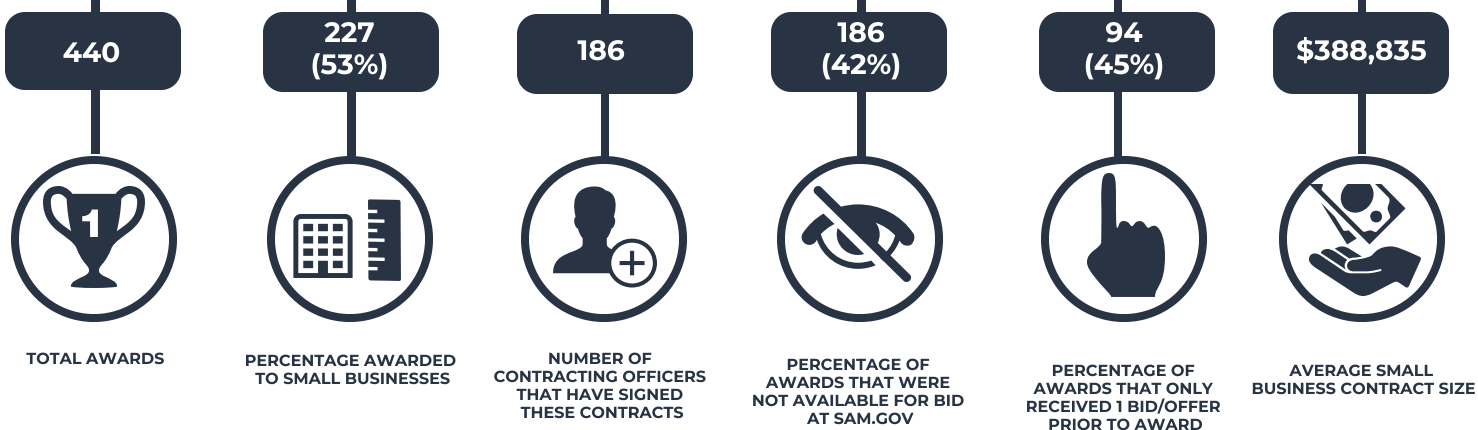 440
227
(53%)
186
186
(42%)
94
(45%)
$388,835
1
TOTAL AWARDS
PERCENTAGE AWARDED
TO SMALL BUSINESSES
NUMBER OF
CONTRACTING OFFICERS
THAT HAVE SIGNED
THESE CONTRACTS
PERCENTAGE OF
AWARDS THAT WERE
NOT AVAILABLE FOR BID
AT SAM.GOV
PERCENTAGE OF
AWARDS THAT ONLY
RECEIVED 1 BID/OFFER
PRIOR TO AWARD
AVERAGE SMALL
BUSINESS CONTRACT SIZE